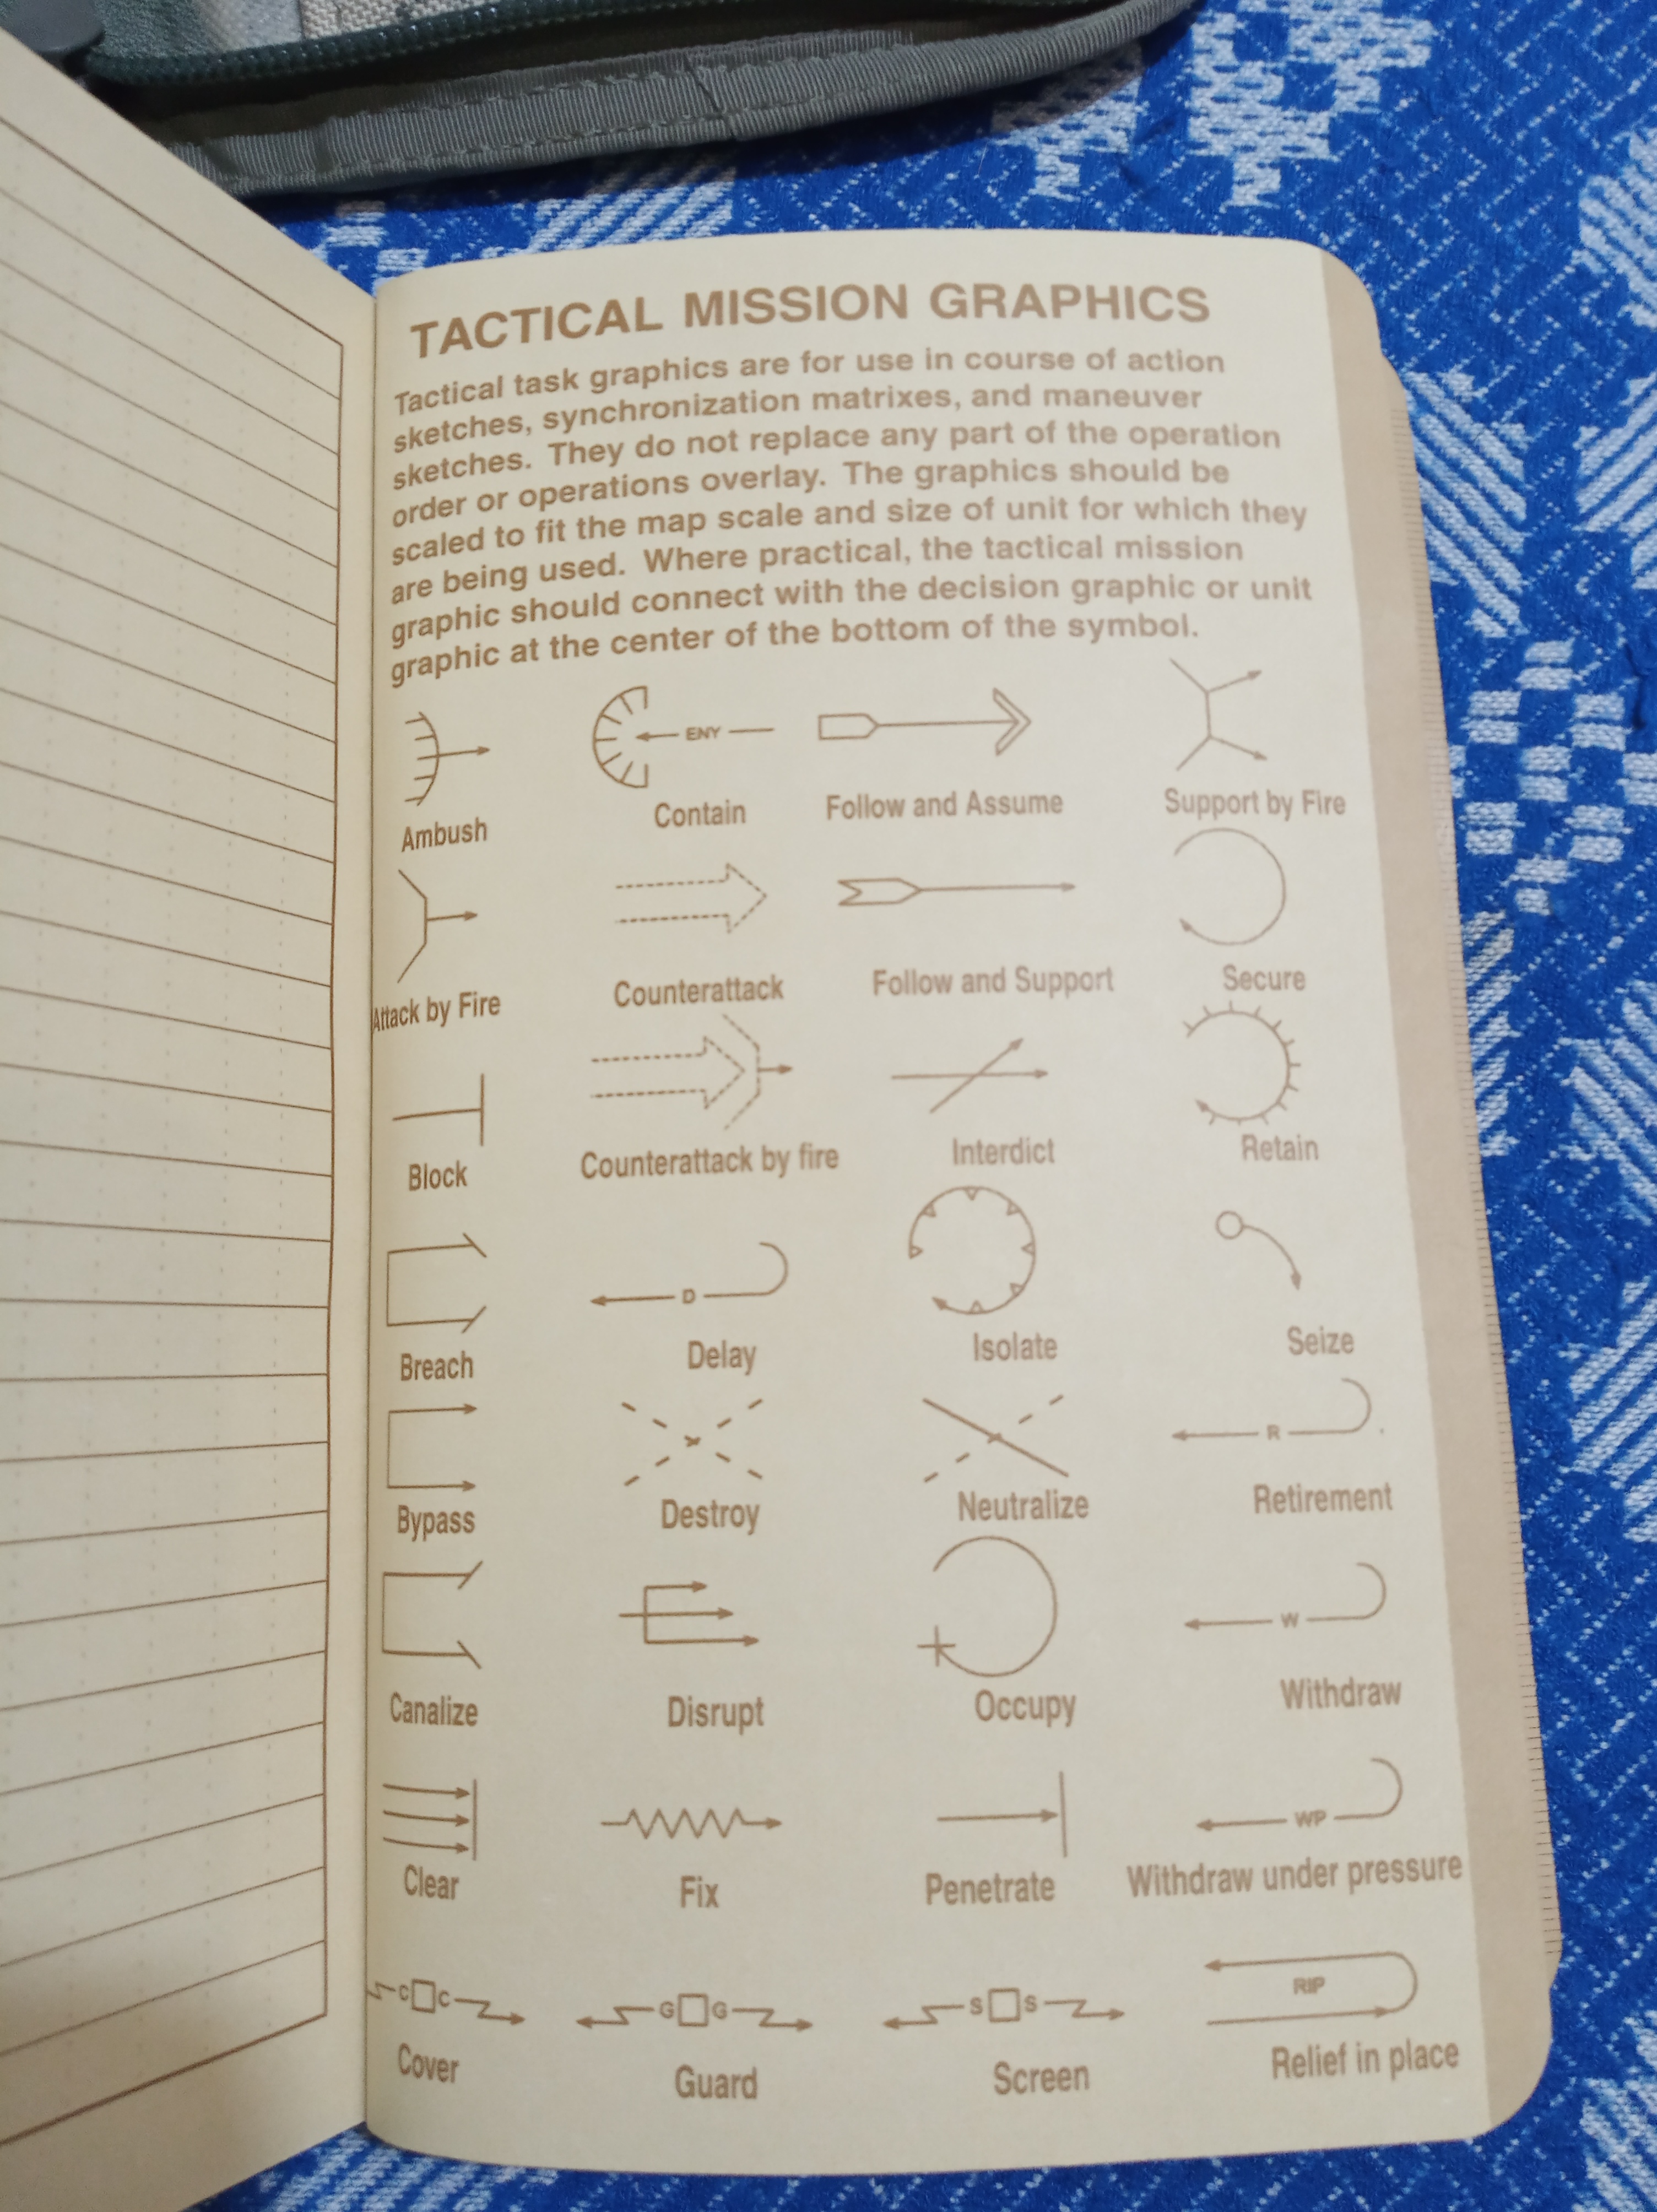 TACTICAL MISSION GRAPHICS
Tactical task graphics are for use in course of action
sketches, synchronization matrixes, and maneuver
sketches. They do not replace any part of the operation
order or operations overlay. The graphics should be
scaled to fit the map scale and size of unit for which they
are being used. Where practical, the tactical mission
graphic should connect with the decision graphic or unit
graphic at the center of the bottom of the symbol.
ENY
Ambush Contain Follow and Assume Support by Fire
Attack by Fire Counterattack Follow and Support Secure
Block Counterattack by fire Interdict Retain
D
Breach Delay Isolate Seize
R
Bypass Destroy Neutralize Retirement
W
Canalize Disrupt Occupy Withdraw
WP
Clear Fix Penetrate Withdraw under pressure
C C G G S S RIP
Cover Guard Screen Relief in place